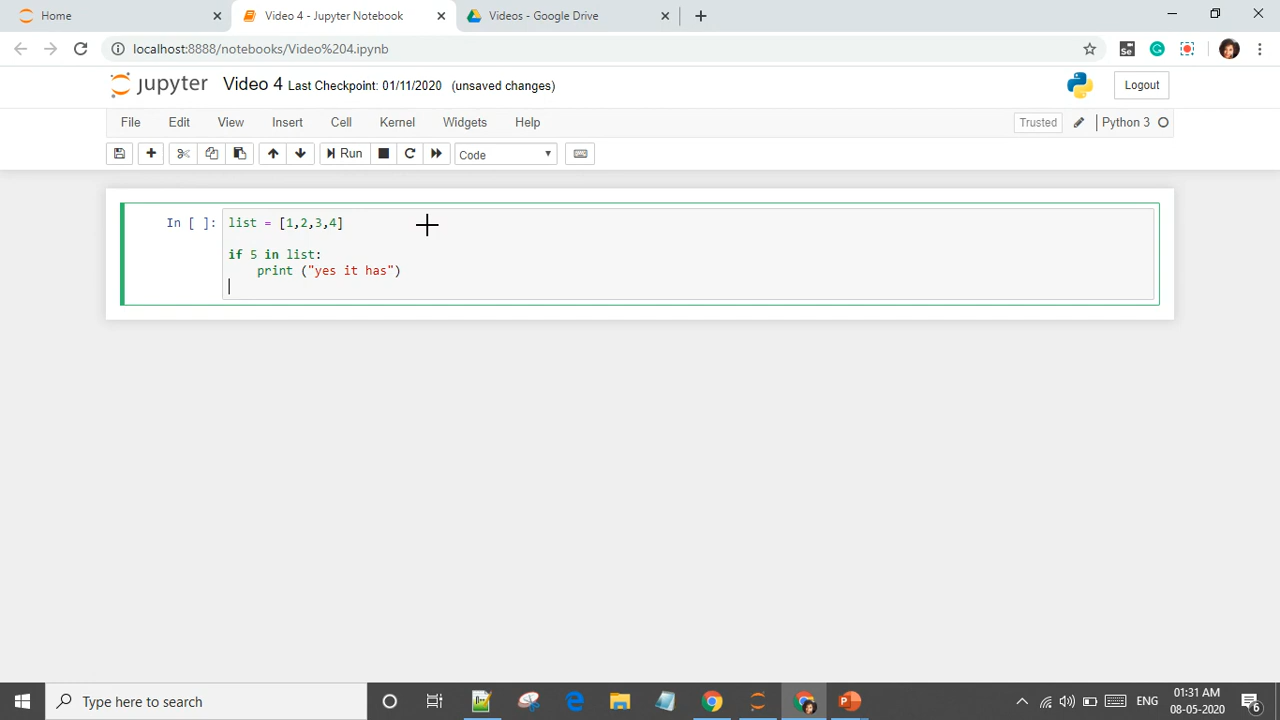 Home
Video 4 - Jupyter Notebook
Videos - Google Drive
localhost:8888/notebooks/Video%204.ipynb
jupyter Video 4 Last Checkpoint: 01/11/2020 (unsaved changes)
Logout
File Edit View Insert Cell Kernel Widgets Help
Trusted Python 3
Run Code
In [ ]: list = [1,2,3,4]
if 5 in list:
print ("yes it has")
Type here to search
ENG
01:31 AM
08-05-2020
6